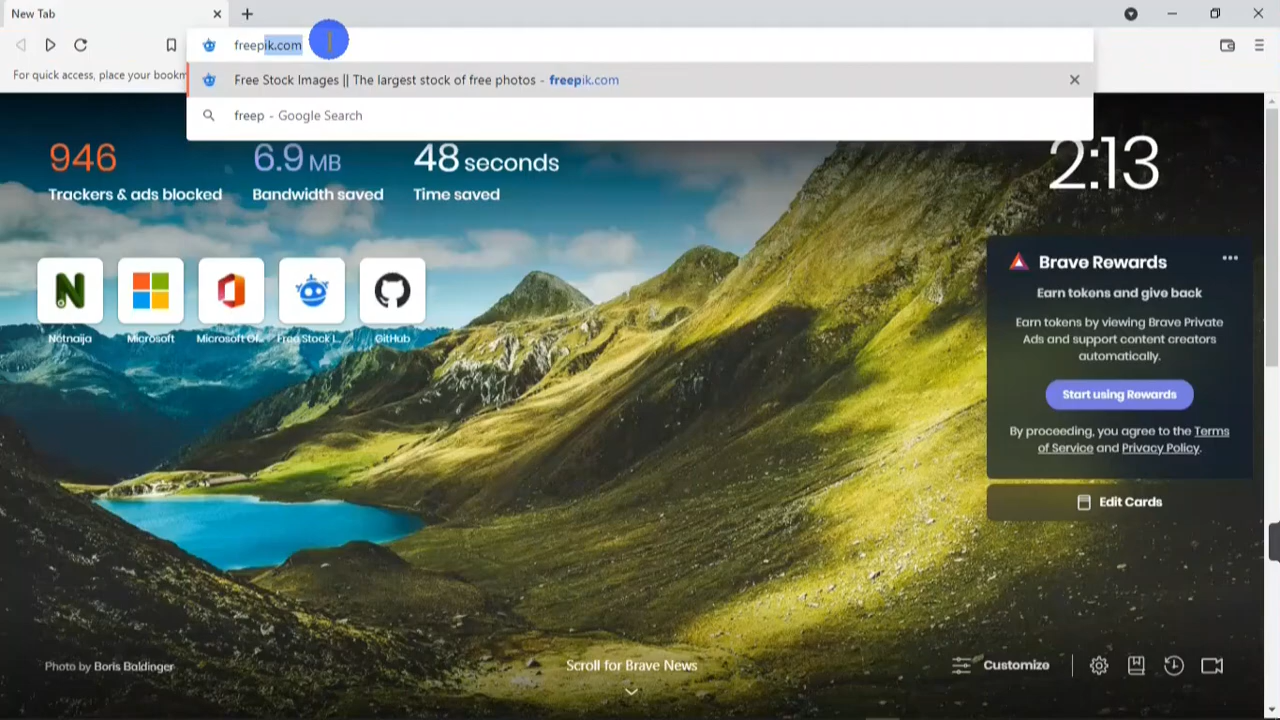 New Tab
freepik.com
For quick access, place your bookm
Free Stock Images || The largest stock of free photos - freepik.com
freep - Google Search
946
Trackers & ads blocked
6.9 MB
Bandwidth saved
48 seconds
Time saved
2:13
Notnaija
Microsoft
Microsoft Of..
Free Stock I..
GitHub
Brave Rewards
Earn tokens and give back
Earn tokens by viewing Brave Private
Ads and support content creators
automatically.
Start using Rewards
By proceeding, you agree to the Terms
of Service and Privacy Policy.
Edit Cards
Photo by Boris Baldinger
Scroll for Brave News
Customize